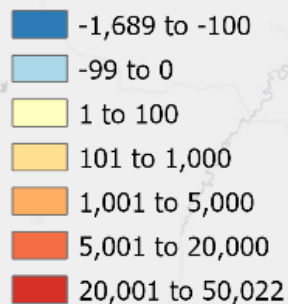 -1,689 to -100
-99 to 0
1 to 100
101 to 1,000
1,001 to 5,000
5,001 to 20,000
20,001 to 50,022